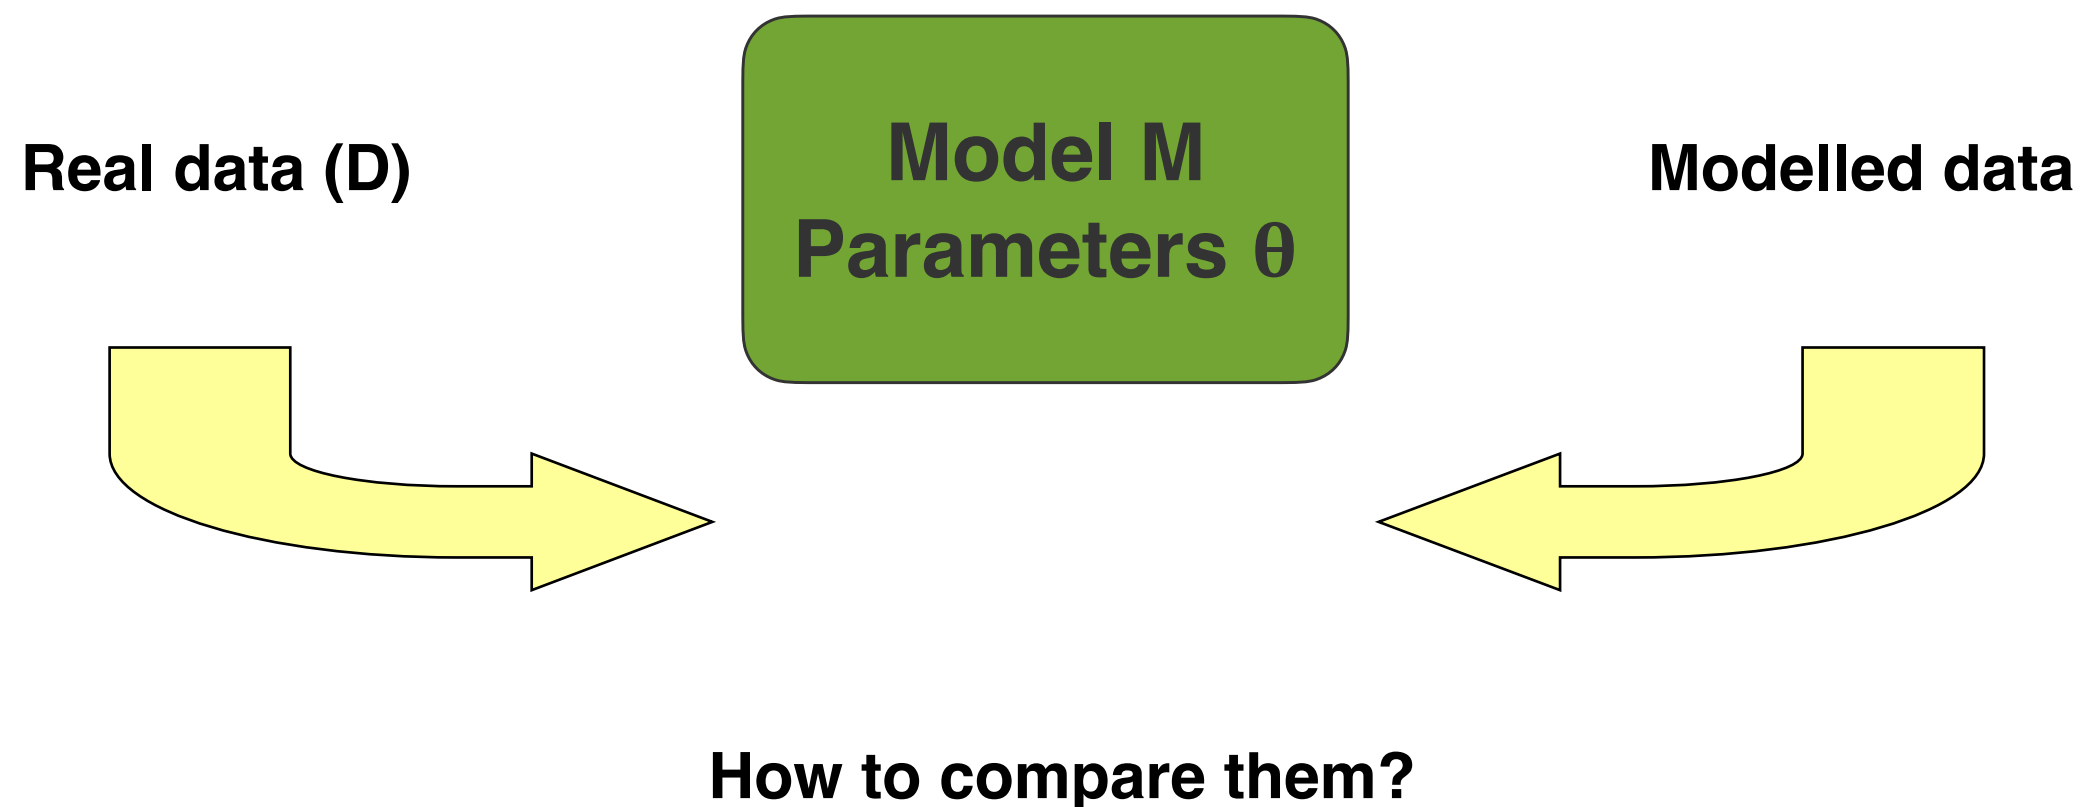 Real data (D)
Model M
Parameters θ
Modelled data
How to compare them?